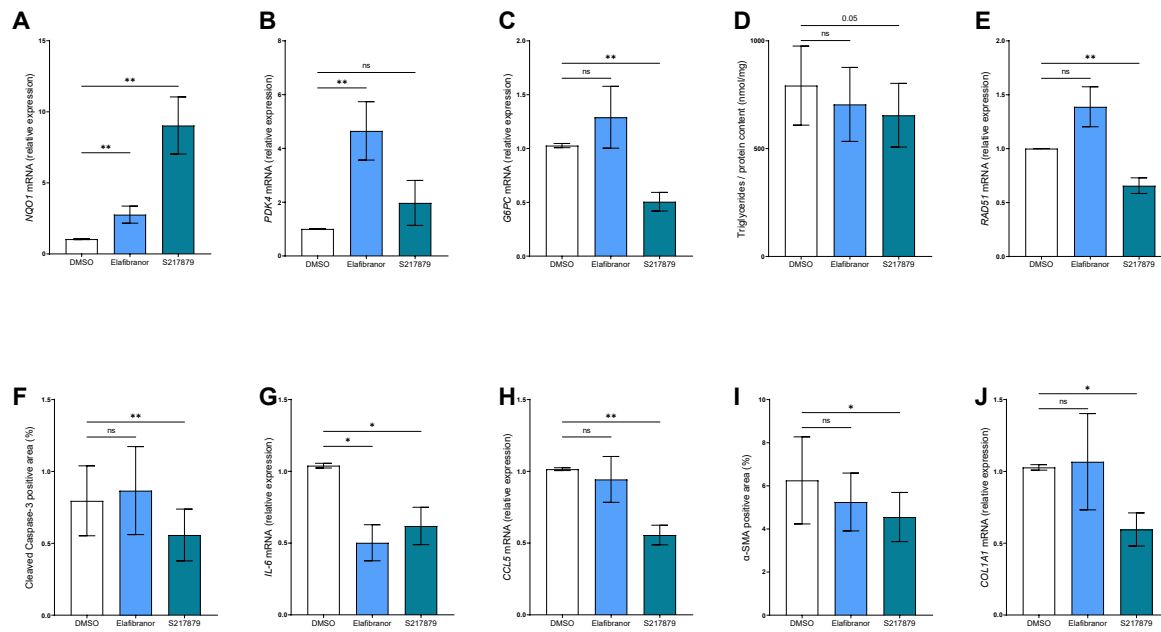 A
NQO1 mRNA (relative expression)
15
10
5
0
**
**
DMSO
Elafibranor
S217879
B
PDK4 mRNA (relative expression)
8
6
4
2
0
ns
**
DMSO
Elafibranor
S217879
C
G6PC mRNA (relative expression)
2.0
1.5
1.0
0.5
0.0
**
ns
DMSO
Elafibranor
S217879
D
Triglycerides / protein content (nmol/mg)
1000
500
0
0.05
ns
DMSO
Elafibranor
S217879
E
RAD51 mRNA (relative expression)
2.0
1.5
1.0
0.5
0.0
**
ns
DMSO
Elafibranor
S217879
F
Cleaved Caspase-3 positive area (%)
1.5
1.0
0.5
0.0
**
ns
DMSO
Elafibranor
S217879
G
IL-6 mRNA (relative expression)
1.5
1.0
0.5
0.0
*
*
DMSO
Elafibranor
S217879
H
CCL5 mRNA (relative expression)
1.5
1.0
0.5
0.0
**
ns
DMSO
Elafibranor
S217879
I
α-SMA positive area (%)
10
8
6
4
2
0
*
ns
DMSO
Elafibranor
S217879
J
COL1A1 mRNA (relative expression)
1.5
1.0
0.5
0.0
*
ns
DMSO
Elafibranor
S217879